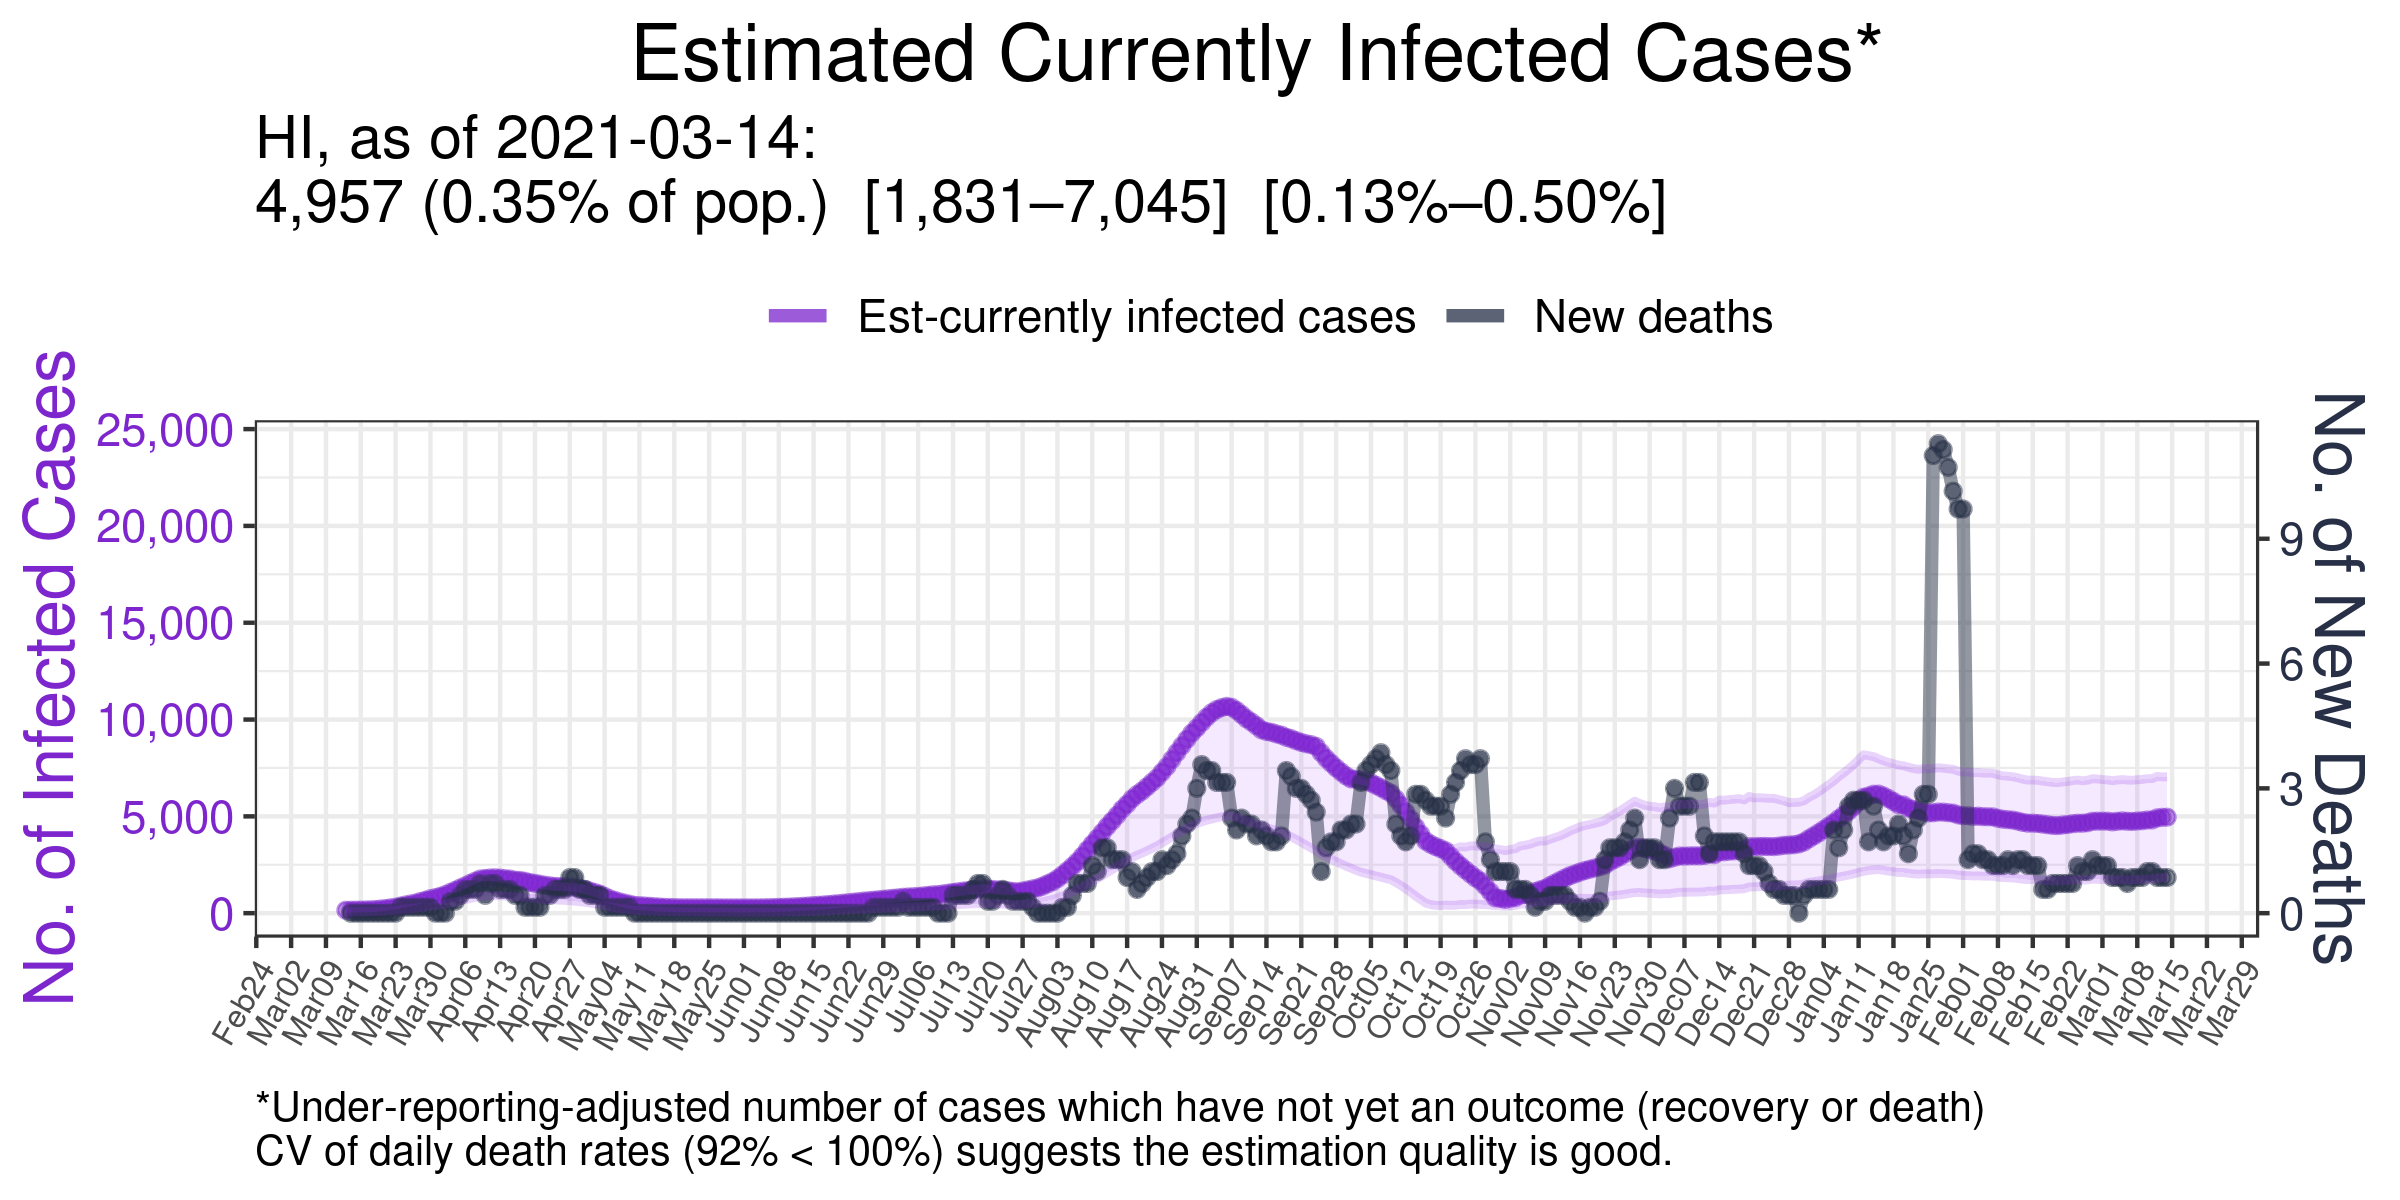 Estimated Currently Infected Cases*
HI, as of 2021-03-14:
4,957 (0.35% of pop.) [1,831–7,045] [0.13%–0.50%]
Est-currently infected cases New deaths
No. of Infected Cases
25,000
20,000
15,000
10,000
5,000
0
9
6
3
0
No. of New Deaths
Feb24 Mar02 Mar09 Mar16 Mar23 Mar30 Apr06 Apr13 Apr20 Apr27 May04 May11 May18 May25 Jun01 Jun08 Jun15 Jun22 Jun29 Jul06 Jul13 Jul20 Jul27 Aug03 Aug10 Aug17 Aug24 Aug31 Sep07 Sep14 Sep21 Sep28 Oct05 Oct12 Oct19 Oct26 Nov02 Nov09 Nov16 Nov23 Nov30 Dec07 Dec14 Dec21 Dec28 Jan04 Jan11 Jan18 Jan25 Feb01 Feb08 Feb15 Feb22 Mar01 Mar08 Mar15 Mar22 Mar29
*Under-reporting-adjusted number of cases which have not yet an outcome (recovery or death)
CV of daily death rates (92% < 100%) suggests the estimation quality is good.